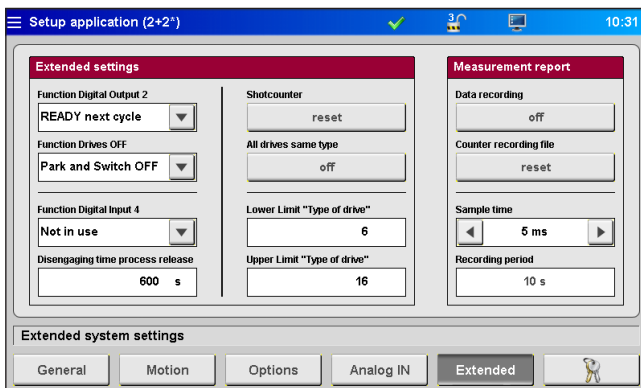 Setup application (2+2*)
3
10:31
Extended settings
Function Digital Output 2
READY next cycle
Function Drives OFF
Park and Switch OFF
Function Digital Input 4
Not in use
Disengaging time process release
600 s
Shotcounter
reset
All drives same type
off
Lower Limit "Type of drive"
6
Upper Limit "Type of drive"
16
Measurement report
Data recording
off
Counter recording file
reset
Sample time
5 ms
Recording period
10 s
Extended system settings
General
Motion
Options
Analog IN
Extended